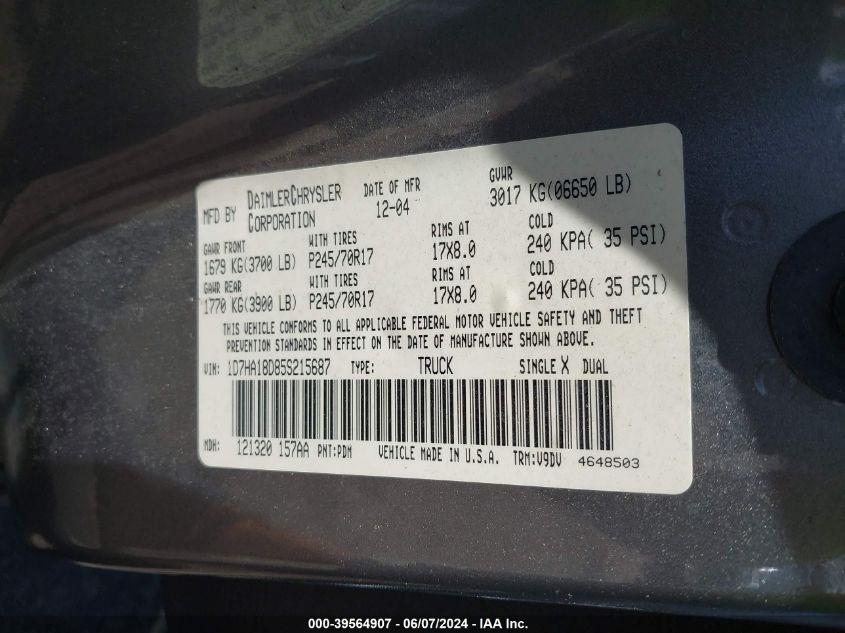 MFD BY DAIMLERCHRYSLER CORPORATION DATE OF MFR 12-04 GVWR 3017 KG(06650 LB)
GAWR FRONT WITH TIRES RIMS AT COLD
1679 KG(3700 LB) P245/70R17 17X8.0 240 KPA( 35 PSI)
GAWR REAR WITH TIRES RIMS AT COLD
1770 KG(3900 LB) P245/70R17 17X8.0 240 KPA( 35 PSI)
THIS VEHICLE CONFORMS TO ALL APPLICABLE FEDERAL MOTOR VEHICLE SAFETY AND THEFT
PREVENTION STANDARDS IN EFFECT ON THE DATE OF MANUFACTURE SHOWN ABOVE.
VIN: 1D7HA18D85S215687 TYPE: TRUCK SINGLE X DUAL
MDH: 121320 157AA PNT:PDM VEHICLE MADE IN U.S.A. TRM:V9DV 4648503
000-39564907 - 06/07/2024 - IAA Inc.